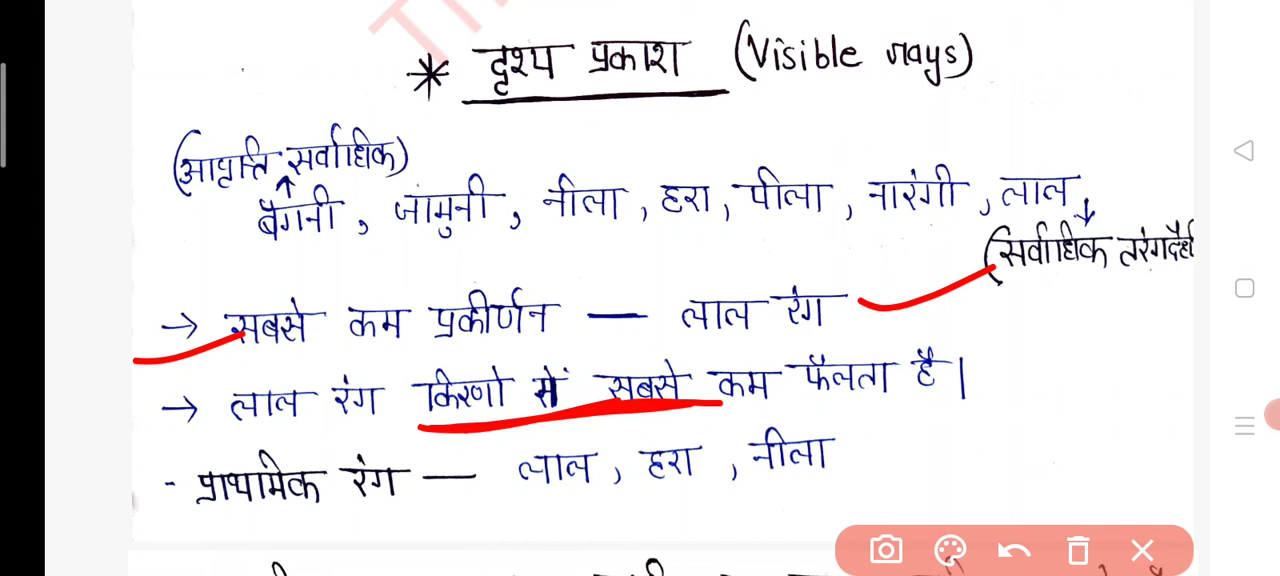 * दृश्य प्रकाश (Visible rays)
(आवृत्ति सर्वाधिक)
बैंगनी, जामुनी, नीला, हरा, पीला, नारंगी, लाल,
(सर्वाधिक तरंगदैर्ध
→ सबसे कम प्रकीर्णन — लाल रंग
→ लाल रंग किरणो में सबसे कम फैलता है।
- प्राथमिक रंग — लाल, हरा, नीला